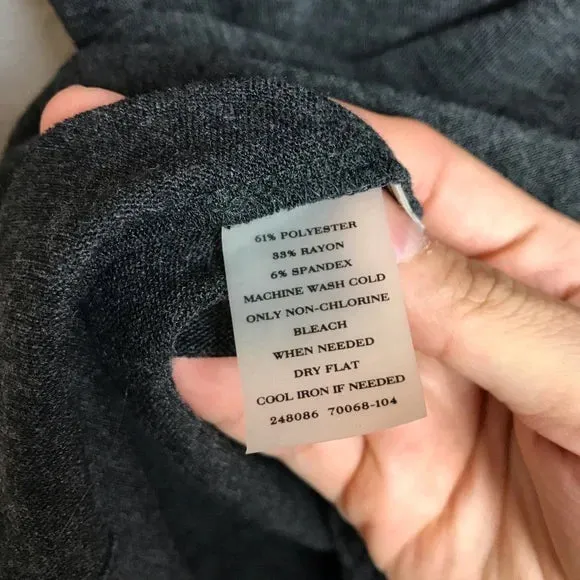 61% POLYESTER
33% RAYON
6% SPANDEX
MACHINE WASH COLD
ONLY NON-CHLORINE
BLEACH
WHEN NEEDED
DRY FLAT
COOL IRON IF NEEDED
248086 70068-104